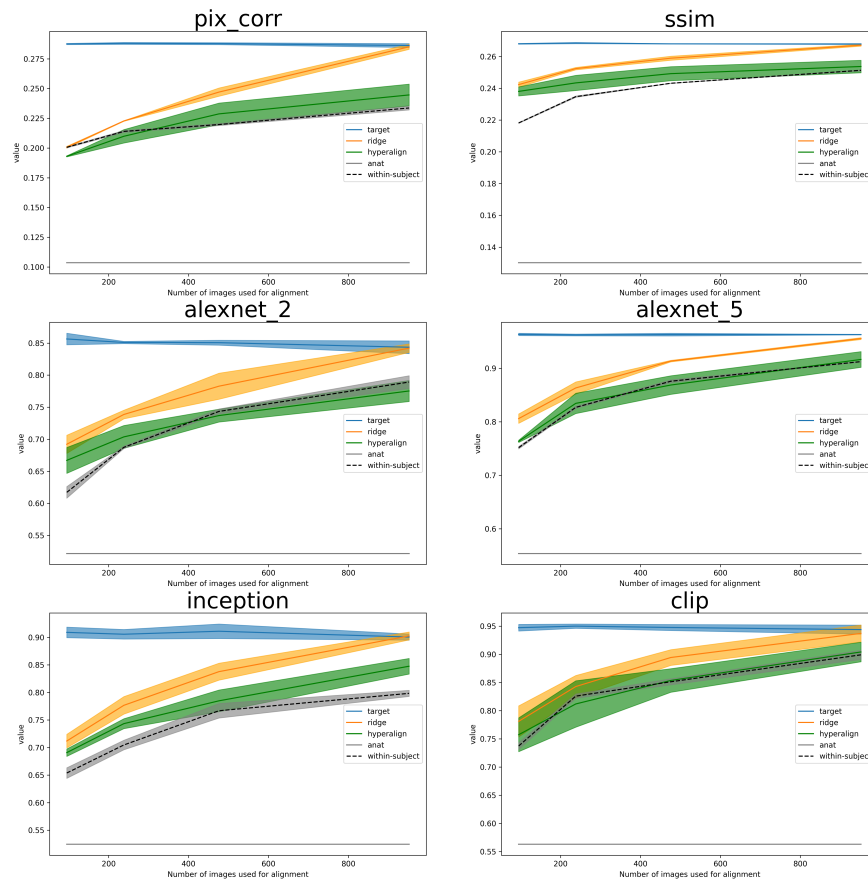 pix_corr
0.275
0.250
0.225
0.200
0.175
0.150
0.125
0.100
value
target
ridge
hyperalign
anat
within-subject
200
400
600
800
Number of images used for alignment
ssim
0.26
0.24
0.22
0.20
0.18
0.16
0.14
value
target
ridge
hyperalign
anat
within-subject
200
400
600
800
Number of images used for alignment
alexnet_2
0.85
0.80
0.75
0.70
0.65
0.60
0.55
value
target
ridge
hyperalign
anat
within-subject
200
400
600
800
Number of images used for alignment
alexnet_5
0.9
0.8
0.7
0.6
value
target
ridge
hyperalign
anat
within-subject
200
400
600
800
Number of images used for alignment
inception
0.90
0.85
0.80
0.75
0.70
0.65
0.60
0.55
value
target
ridge
hyperalign
anat
within-subject
200
400
600
800
Number of images used for alignment
clip
0.95
0.90
0.85
0.80
0.75
0.70
0.65
0.60
0.55
value
target
ridge
hyperalign
anat
within-subject
200
400
600
800
Number of images used for alignment